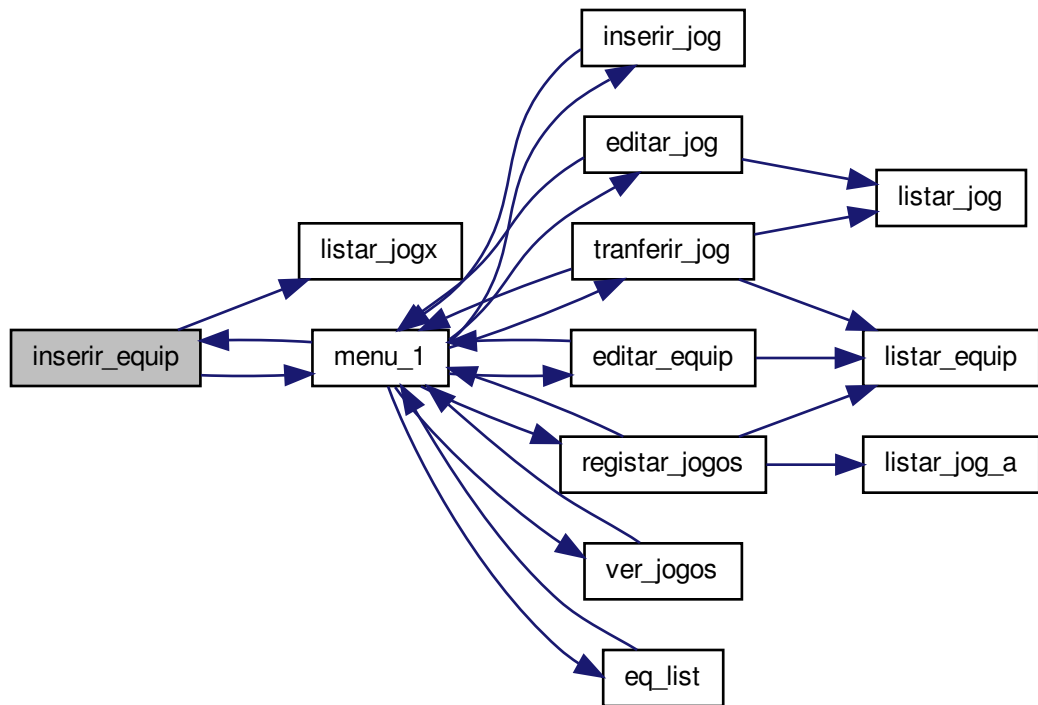 inserir_jog
editar_jog
listar_jog
listar_jogx
tranferir_jog
inserir_equip
menu_1
editar_equip
listar_equip
registar_jogos
listar_jog_a
ver_jogos
eq_list